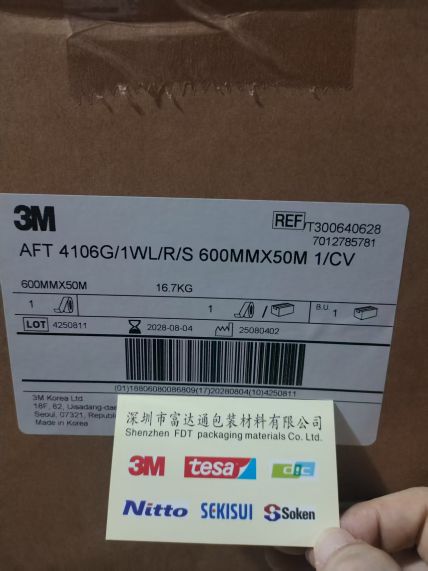 3M
REF /T300640628
7012785781
AFT 4106G/1WL/R/S 600MMX50M 1/CV
600MMX50M 16.7KG
1 1 / B.U. 1
LOT 4250811 2028-08-04 25080402
(01)18806080086809(17)20280804(10)4250811
3M Korea Ltd
18F, 82, Uisadang-dae
Seoul, 07321, Republi
Made in Korea
深圳市富达通包装材料有限公司
Shenzhen FDT packaging materials Co. Ltd.
3M tesa dic
Nitto SEKISUI Soken